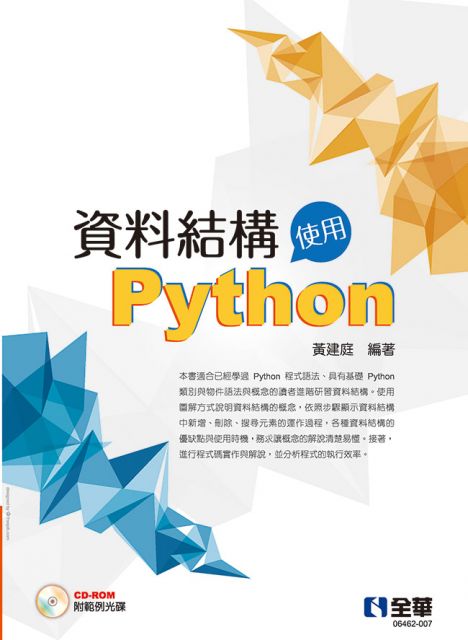 資料結構 使用
Python
黃建庭 編著
本書適合已經學過 Python 程式語法、具有基礎 Python
類別與物件語法與概念的讀者進階研習資料結構。使用
圖解方式說明資料結構的概念，依照步驟顯示資料結構
中新增、刪除、搜尋元素的運作過程，各種資料結構的
優缺點與使用時機，務求讓概念的解說清楚易懂。接著，
進行程式碼實作與解說，並分析程式的執行效率。
designed by freepik.com
CD-ROM
附範例光碟
全華
06462-007